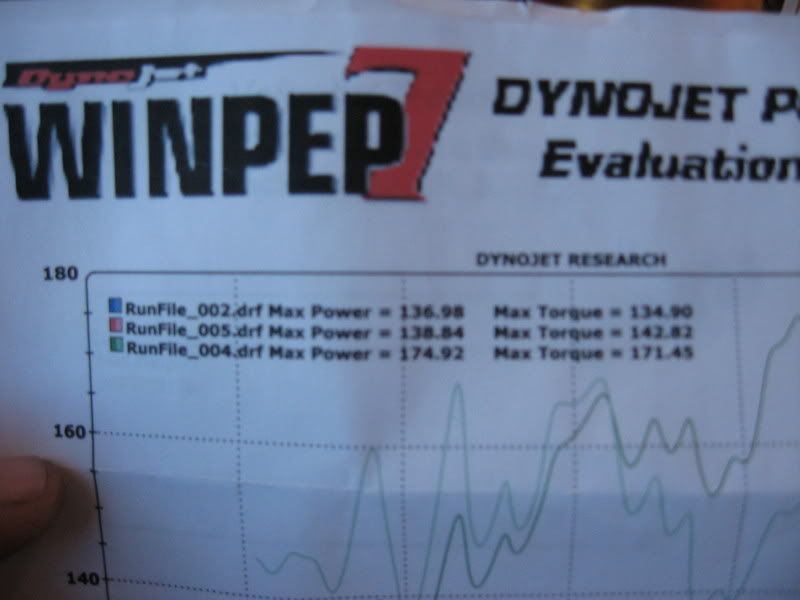 Dynojet
WINPEP7
DYNOJET
Evaluation
DYNOJET RESEARCH
180
RunFile_002.drf Max Power = 136.98 Max Torque = 134.90
RunFile_005.drf Max Power = 138.84 Max Torque = 142.82
RunFile_004.drf Max Power = 174.92 Max Torque = 171.45
160
140